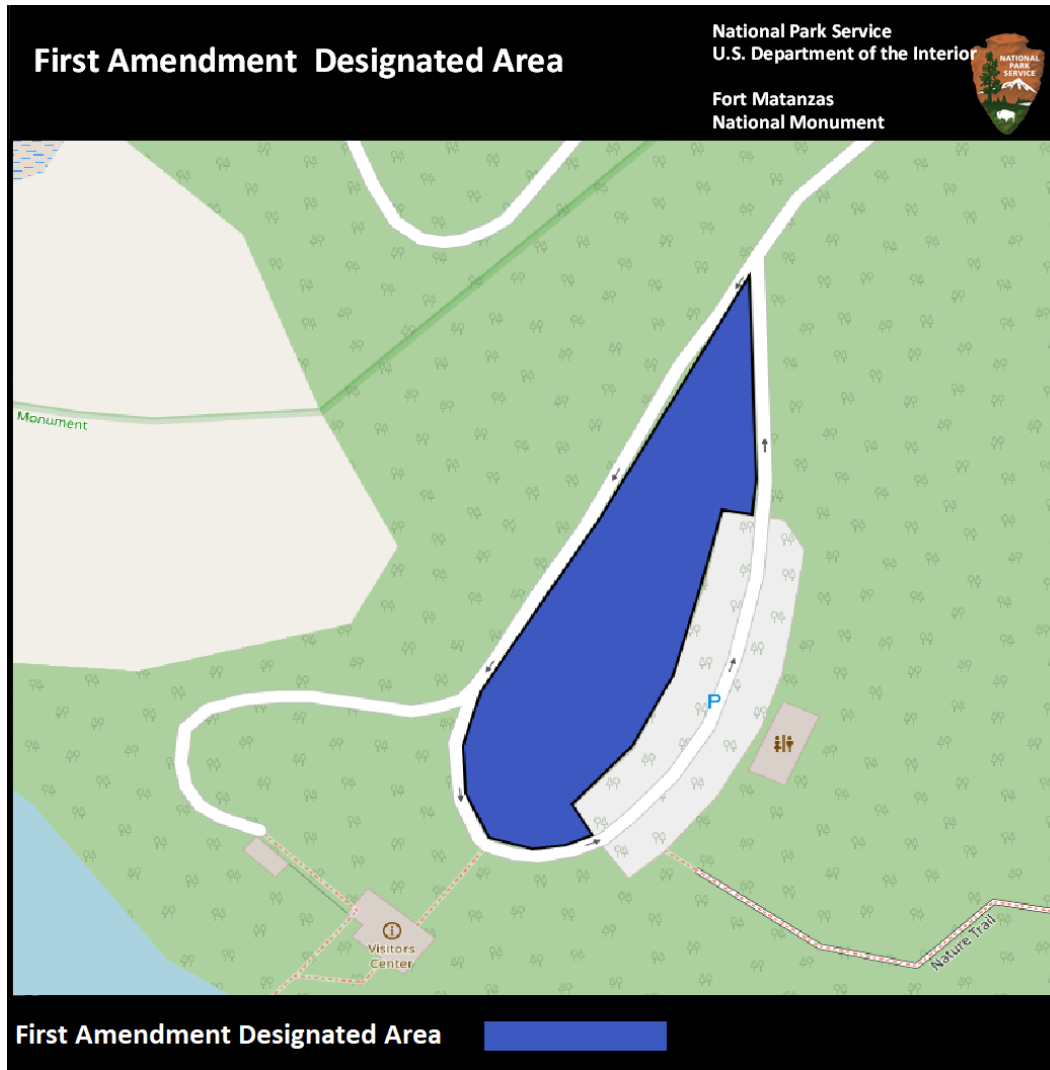 First Amendment  Designated Area
National Park Service
U.S. Department of the Interior
Fort Matanzas
National Monument
NATIONAL
PARK
SERVICE
Monument
P
Visitors
Center
Nature Trail
First Amendment Designated Area